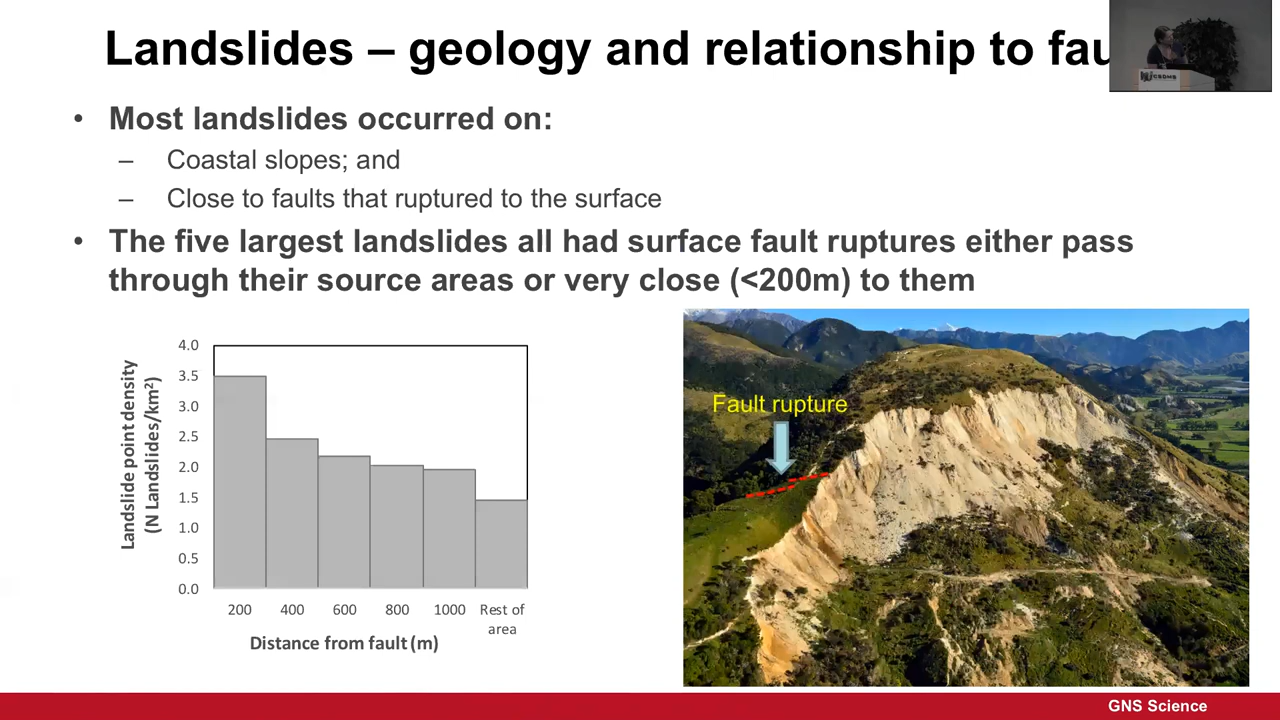 Landslides – geology and relationship to fau
• Most landslides occurred on:
– Coastal slopes; and
– Close to faults that ruptured to the surface
• The five largest landslides all had surface fault ruptures either pass
through their source areas or very close (<200m) to them
Landslide point density
(N Landslides/km²)
4.0
3.5
3.0
2.5
2.0
1.5
1.0
0.5
0.0
200 400 600 800 1000 Rest of
area
Distance from fault (m)
Fault rupture
CSDMS
GNS Science